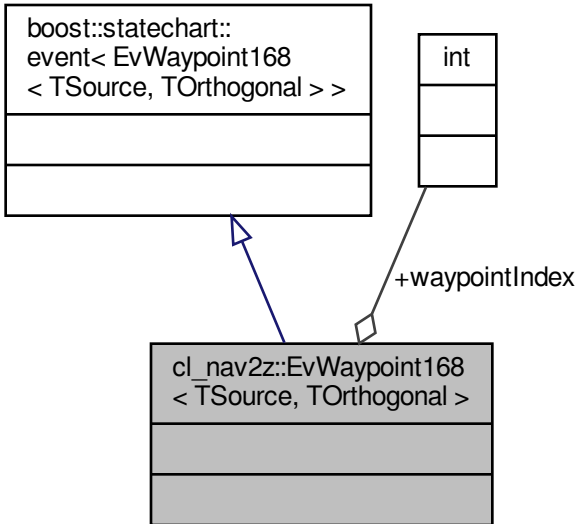 boost::statechart::
event< EvWaypoint168
< TSource, TOrthogonal > >
int
+waypointIndex
cl_nav2z::EvWaypoint168
< TSource, TOrthogonal >